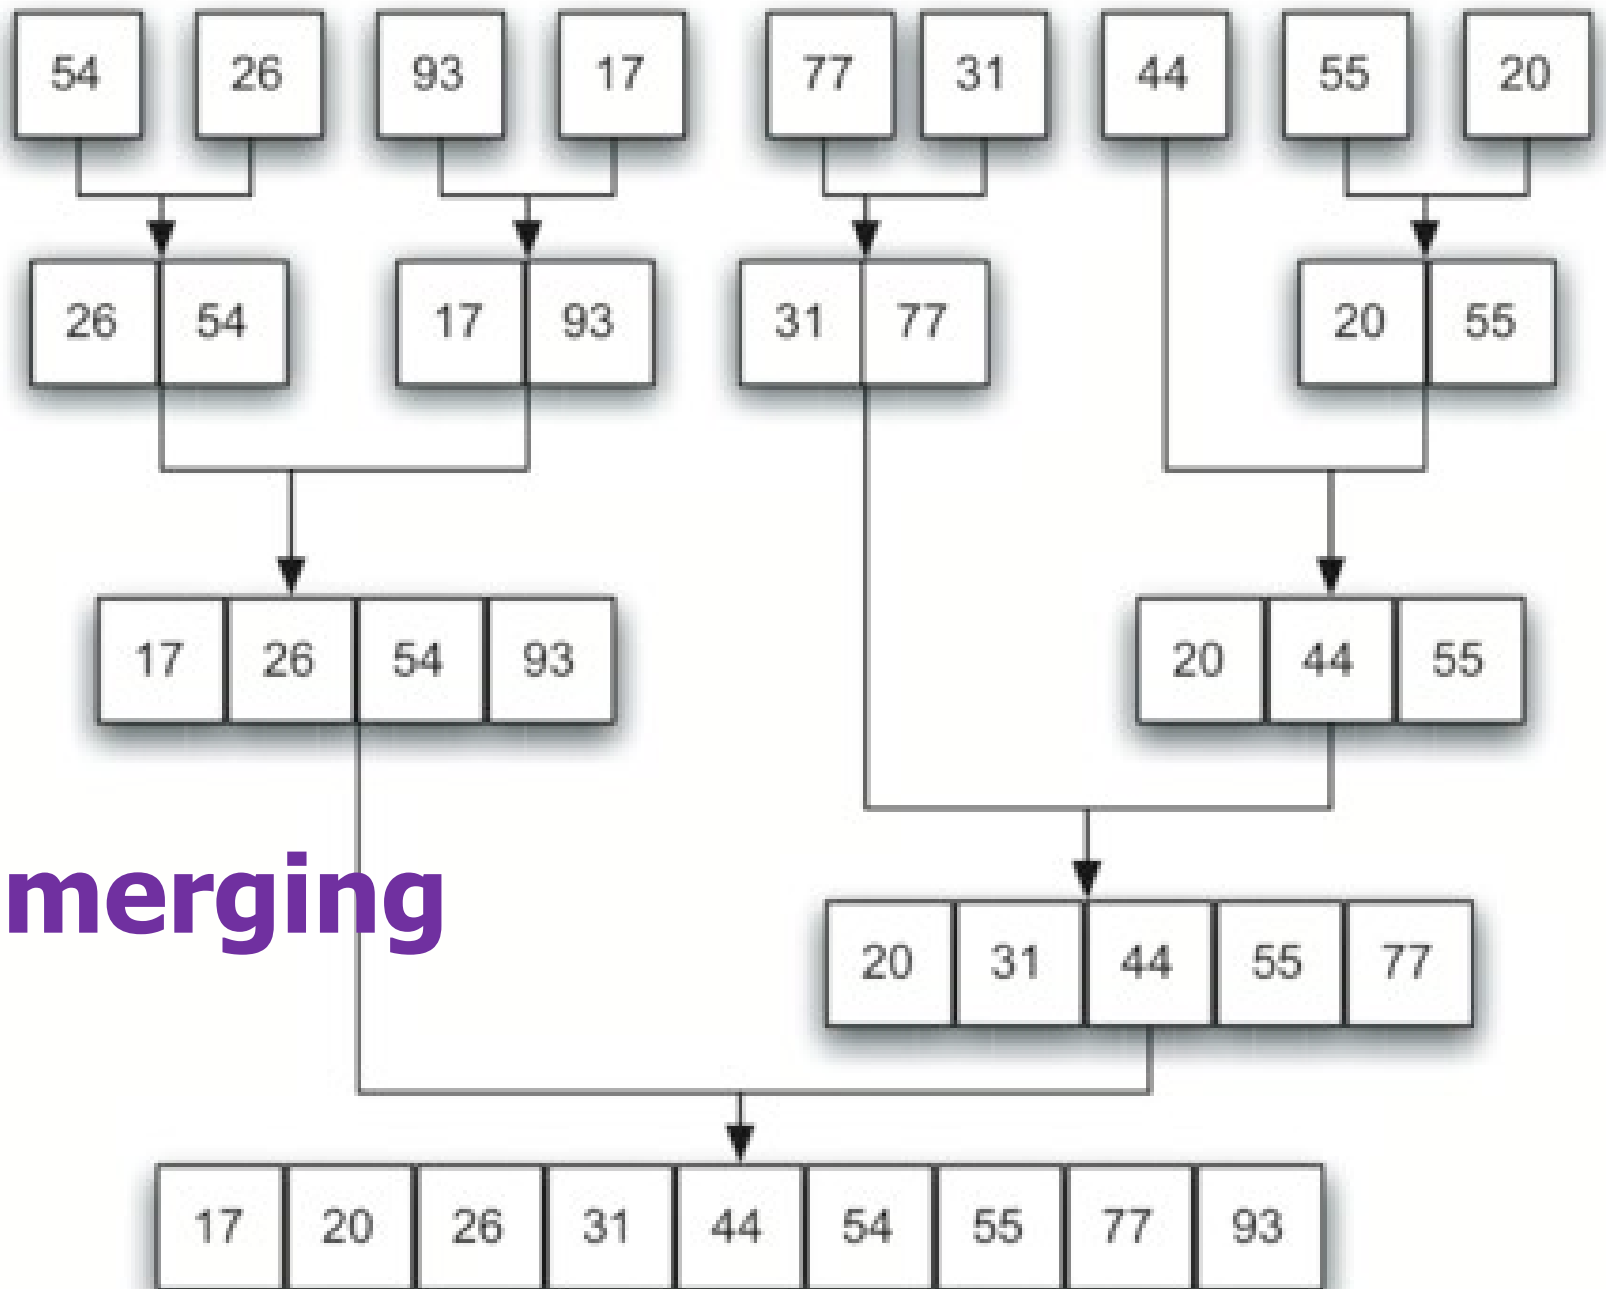 54 26 93 17 77 31 44 55 20
26 54 17 93 31 77 20 55
17 26 54 93 20 44 55
merging
20 31 44 55 77
17 20 26 31 44 54 55 77 93